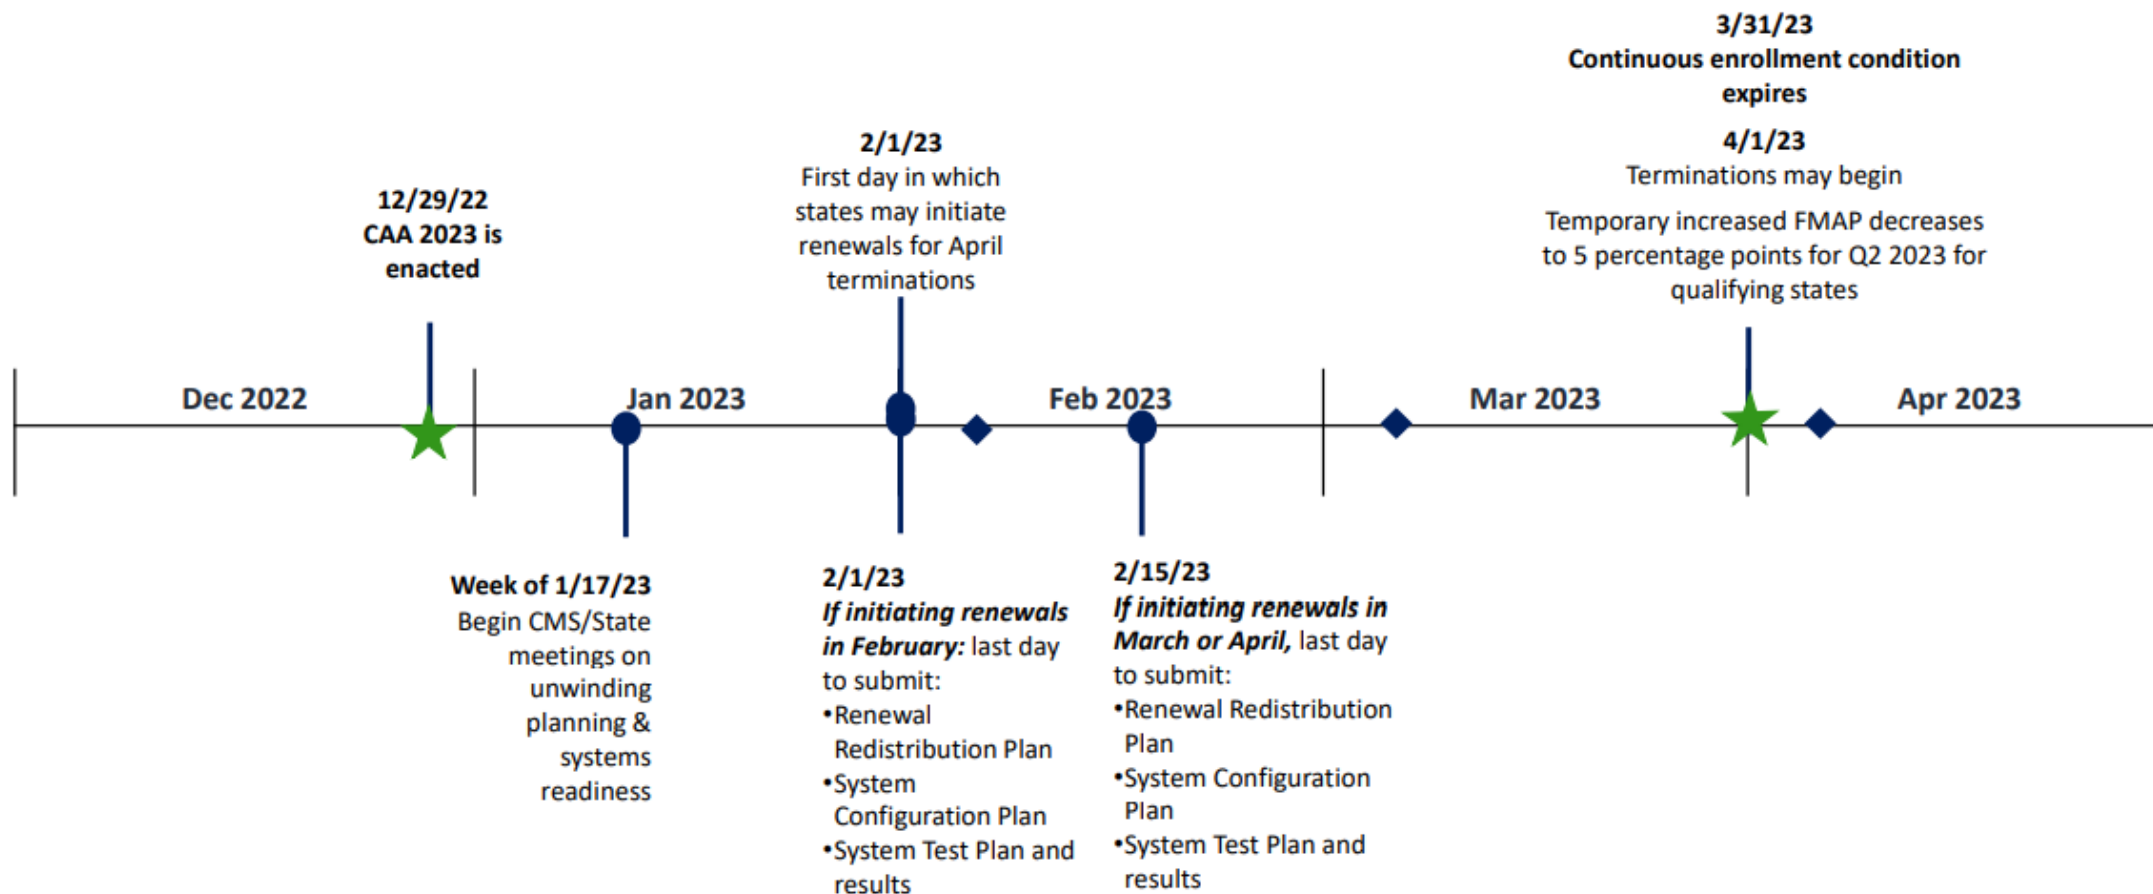 12/29/22
CAA 2023 is
enacted
2/1/23
First day in which
states may initiate
renewals for April
terminations
3/31/23
Continuous enrollment condition
expires
4/1/23
Terminations may begin
Temporary increased FMAP decreases
to 5 percentage points for Q2 2023 for
qualifying states
Dec 2022
Jan 2023
Feb 2023
Mar 2023
Apr 2023
Week of 1/17/23
Begin CMS/State
meetings on
unwinding
planning &
systems
readiness
2/1/23
If initiating renewals
in February: last day
to submit:
•Renewal
Redistribution Plan
•System
Configuration Plan
•System Test Plan and
results
2/15/23
If initiating renewals in
March or April, last day
to submit:
•Renewal Redistribution
Plan
•System Configuration
Plan
•System Test Plan and
results